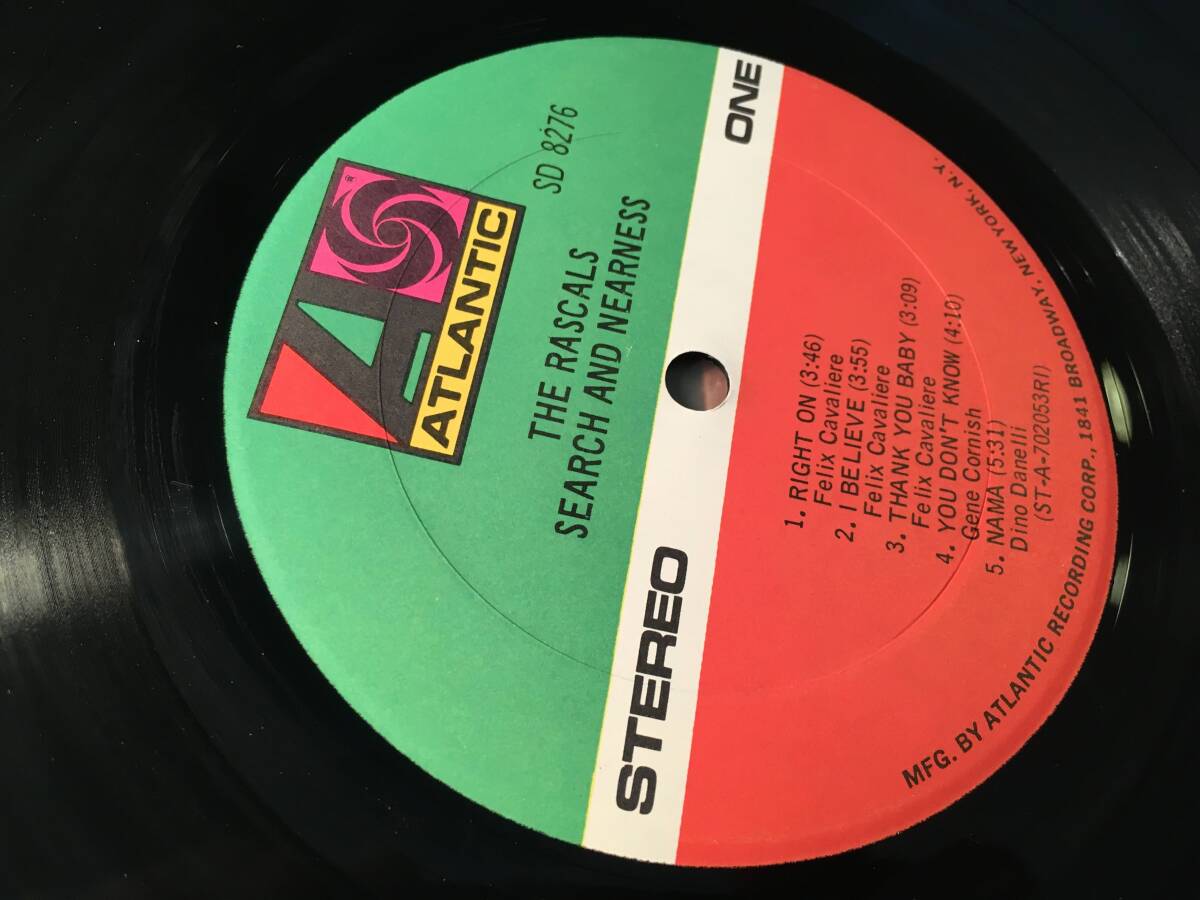 ATLANTIC
SD 8276
THE RASCALS
SEARCH AND NEARNESS
STEREO
ONE
1. RIGHT ON (3:46)
Felix Cavaliere
2. I BELIEVE (3:55)
Felix Cavaliere
3. THANK YOU BABY (3:09)
Felix Cavaliere
4. YOU DON'T KNOW (4:10)
Gene Cornish
5. NAMA (5:31)
Dino Danelli
(ST-A-702053RI)
MFG. BY ATLANTIC RECORDING CORP., 1841 BROADWAY, NEW YORK, N.Y.